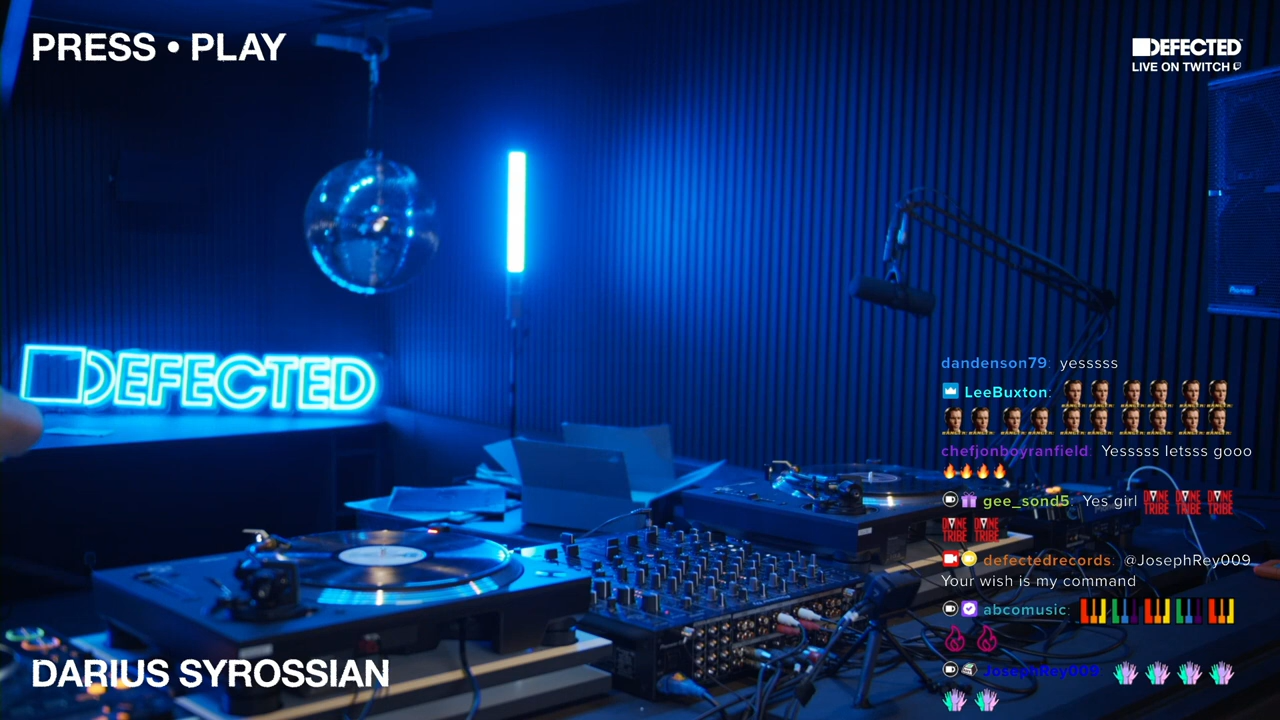 PRESS • PLAY
DEFECTED™
LIVE ON TWITCH
DEFECTED
dandenson79: yesssss
LeeBuxton:
chefjonboyranfield: Yesssss letsss gooo
gee_sond5: Yes girl
defectedrecords: @JosephRey009
Your wish is my command
abcomusic:
JosephRey009:
DARIUS SYROSSIAN